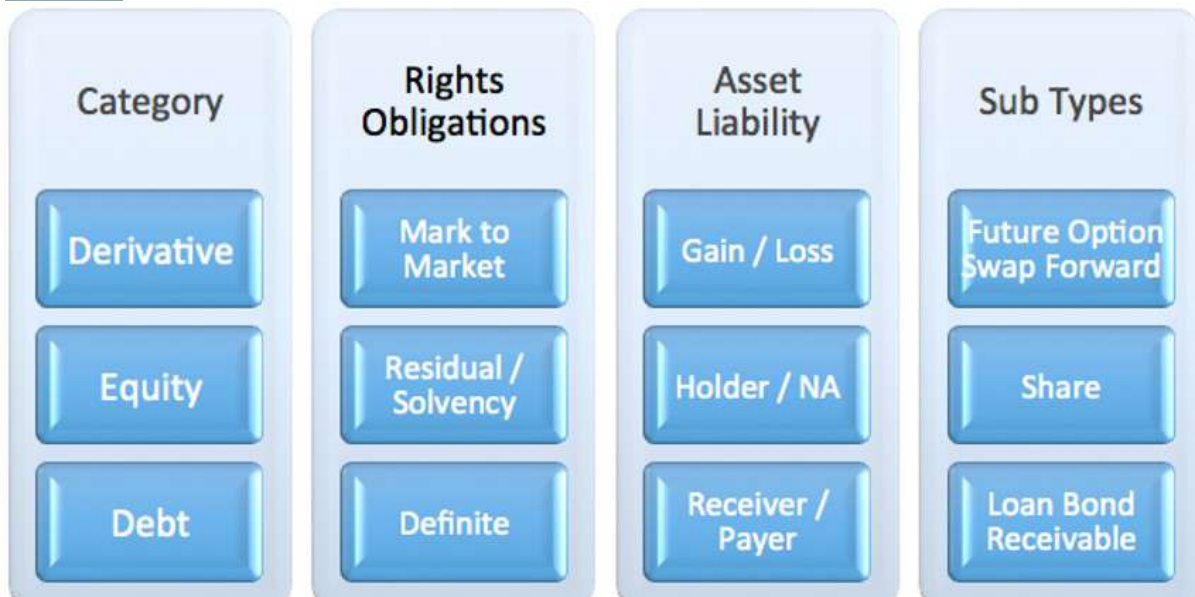 Category
Derivative
Equity
Debt
Rights
Obligations
Mark to
Market
Residual /
Solvency
Definite
Asset
Liability
Gain / Loss
Holder / NA
Receiver /
Payer
Sub Types
Future Option
Swap Forward
Share
Loan Bond
Receivable